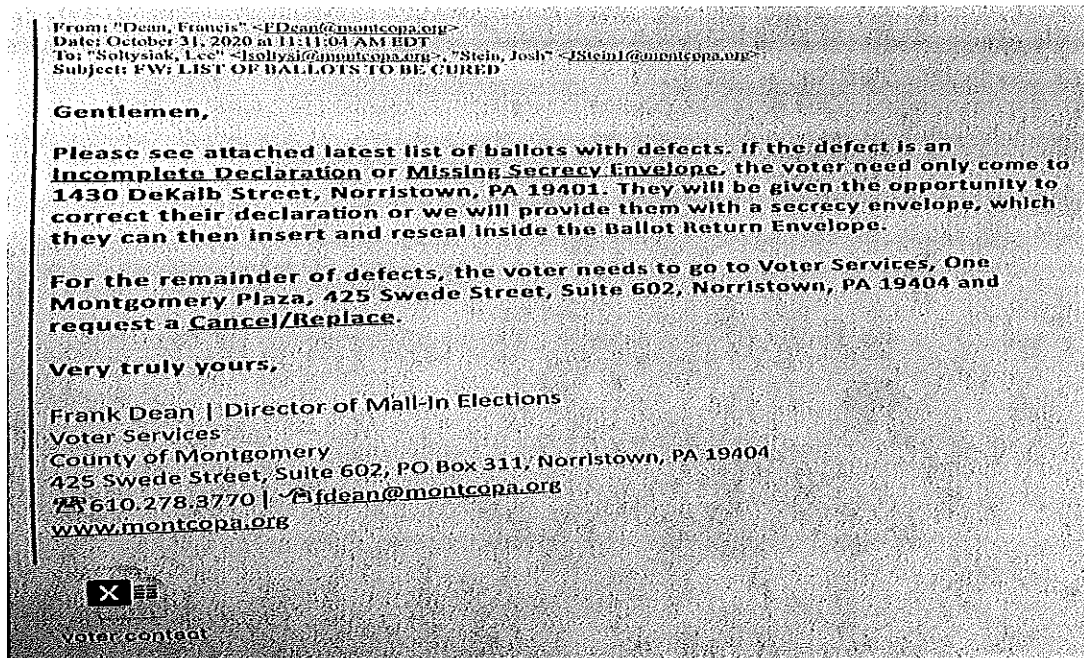 From: "Dean, Francis" <FDean@montcopa.org>
Date: October 31, 2020 at 11:11:04 AM EDT
To: "Soltysiak, Lee" <lsoltysi@montcopa.org>, "Stein, Josh" <JStein1@montcopa.org>
Subject: FW: LIST OF BALLOTS TO BE CURED
Gentlemen,
Please see attached latest list of ballots with defects. If the defect is an
Incomplete Declaration or Missing Secrecy Envelope, the voter need only come to
1430 DeKalb Street, Norristown, PA 19401. They will be given the opportunity to
correct their declaration or we will provide them with a secrecy envelope, which
they can then insert and reseal inside the Ballot Return Envelope.
For the remainder of defects, the voter needs to go to Voter Services, One
Montgomery Plaza, 425 Swede Street, Suite 602, Norristown, PA 19404 and
request a Cancel/Replace.
Very truly yours,
Frank Dean | Director of Mail-In Elections
Voter Services
County of Montgomery
425 Swede Street, Suite 602, PO Box 311, Norristown, PA 19404
☎610.278.3770 | fdean@montcopa.org
www.montcopa.org
X
voter contact